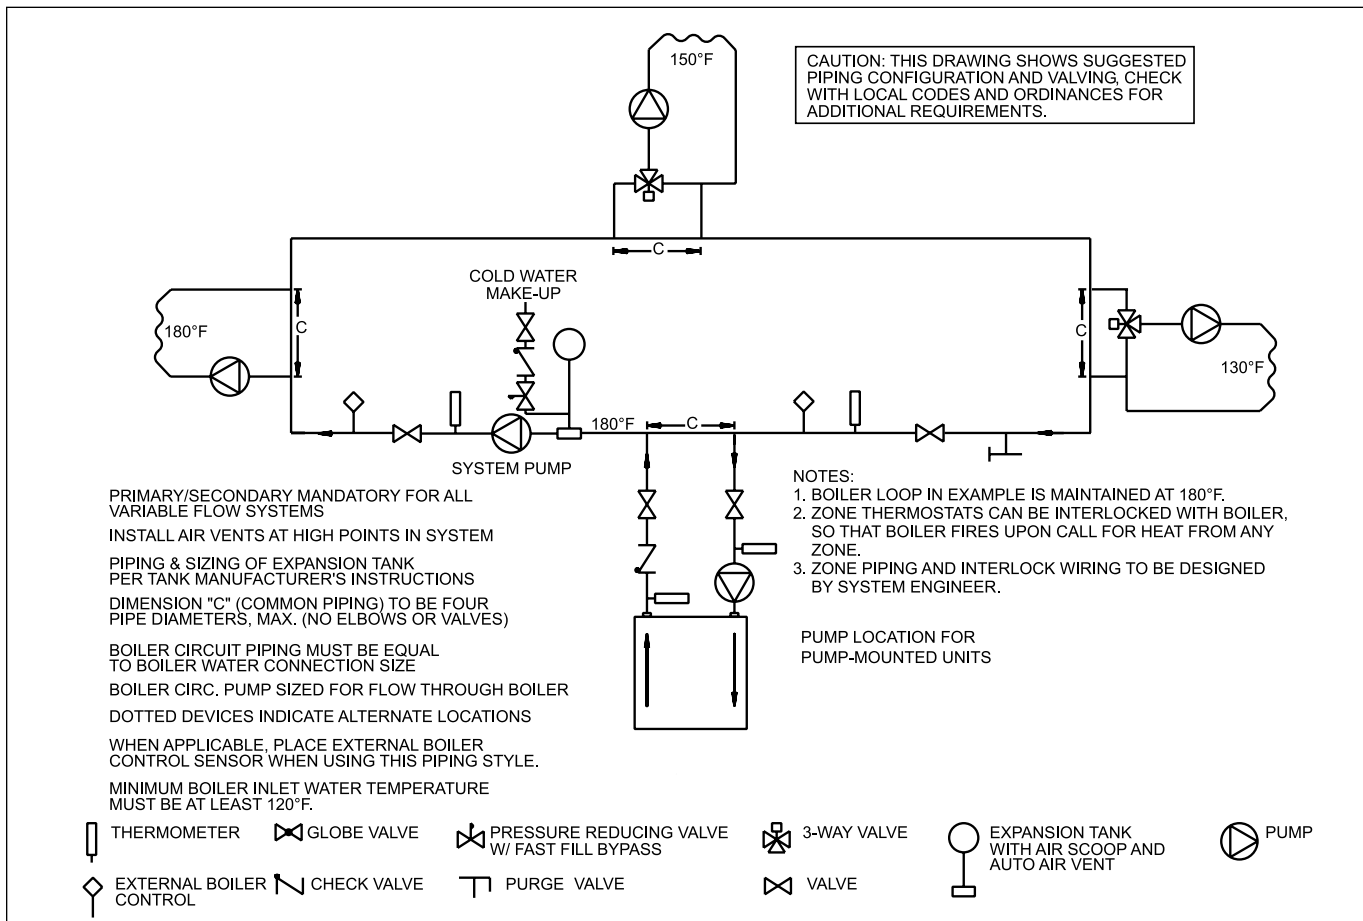 150°F
CAUTION: THIS DRAWING SHOWS SUGGESTED
PIPING CONFIGURATION AND VALVING, CHECK
WITH LOCAL CODES AND ORDINANCES FOR
ADDITIONAL REQUIREMENTS.
C
COLD WATER
MAKE-UP
180°F
C
C
130°F
180°F
C
SYSTEM PUMP
PRIMARY/SECONDARY MANDATORY FOR ALL
VARIABLE FLOW SYSTEMS
INSTALL AIR VENTS AT HIGH POINTS IN SYSTEM
PIPING & SIZING OF EXPANSION TANK
PER TANK MANUFACTURER'S INSTRUCTIONS
DIMENSION "C" (COMMON PIPING) TO BE FOUR
PIPE DIAMETERS, MAX. (NO ELBOWS OR VALVES)
BOILER CIRCUIT PIPING MUST BE EQUAL
TO BOILER WATER CONNECTION SIZE
BOILER CIRC. PUMP SIZED FOR FLOW THROUGH BOILER
DOTTED DEVICES INDICATE ALTERNATE LOCATIONS
WHEN APPLICABLE, PLACE EXTERNAL BOILER
CONTROL SENSOR WHEN USING THIS PIPING STYLE.
MINIMUM BOILER INLET WATER TEMPERATURE
MUST BE AT LEAST 120°F.
NOTES:
1. BOILER LOOP IN EXAMPLE IS MAINTAINED AT 180°F.
2. ZONE THERMOSTATS CAN BE INTERLOCKED WITH BOILER,
SO THAT BOILER FIRES UPON CALL FOR HEAT FROM ANY
ZONE.
3. ZONE PIPING AND INTERLOCK WIRING TO BE DESIGNED
BY SYSTEM ENGINEER.
PUMP LOCATION FOR
PUMP-MOUNTED UNITS
THERMOMETER
GLOBE VALVE
PRESSURE REDUCING VALVE
W/ FAST FILL BYPASS
3-WAY VALVE
EXPANSION TANK
WITH AIR SCOOP AND
AUTO AIR VENT
PUMP
EXTERNAL BOILER
CONTROL
CHECK VALVE
PURGE VALVE
VALVE